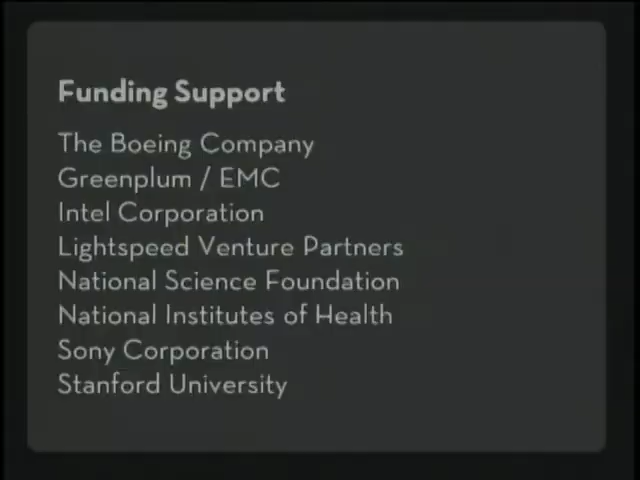 Funding Support
The Boeing Company
Greenplum / EMC
Intel Corporation
Lightspeed Venture Partners
National Science Foundation
National Institutes of Health
Sony Corporation
Stanford University